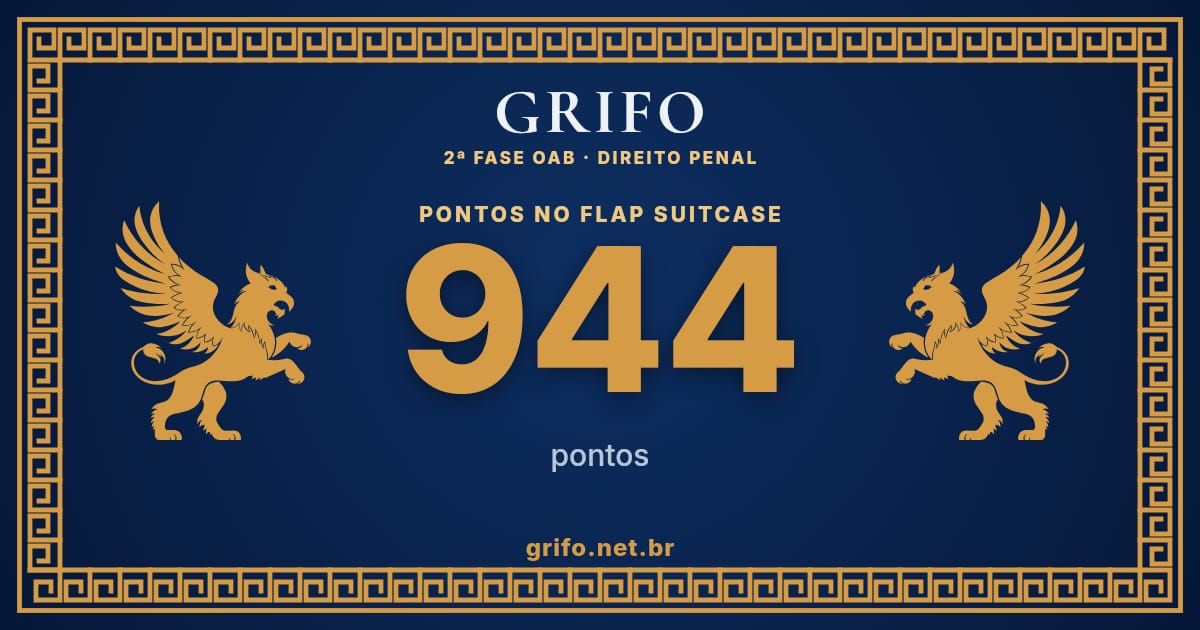 GRIFO
2ª FASE OAB · DIREITO PENAL
PONTOS NO FLAP SUITCASE
944
pontos
grifo.net.br